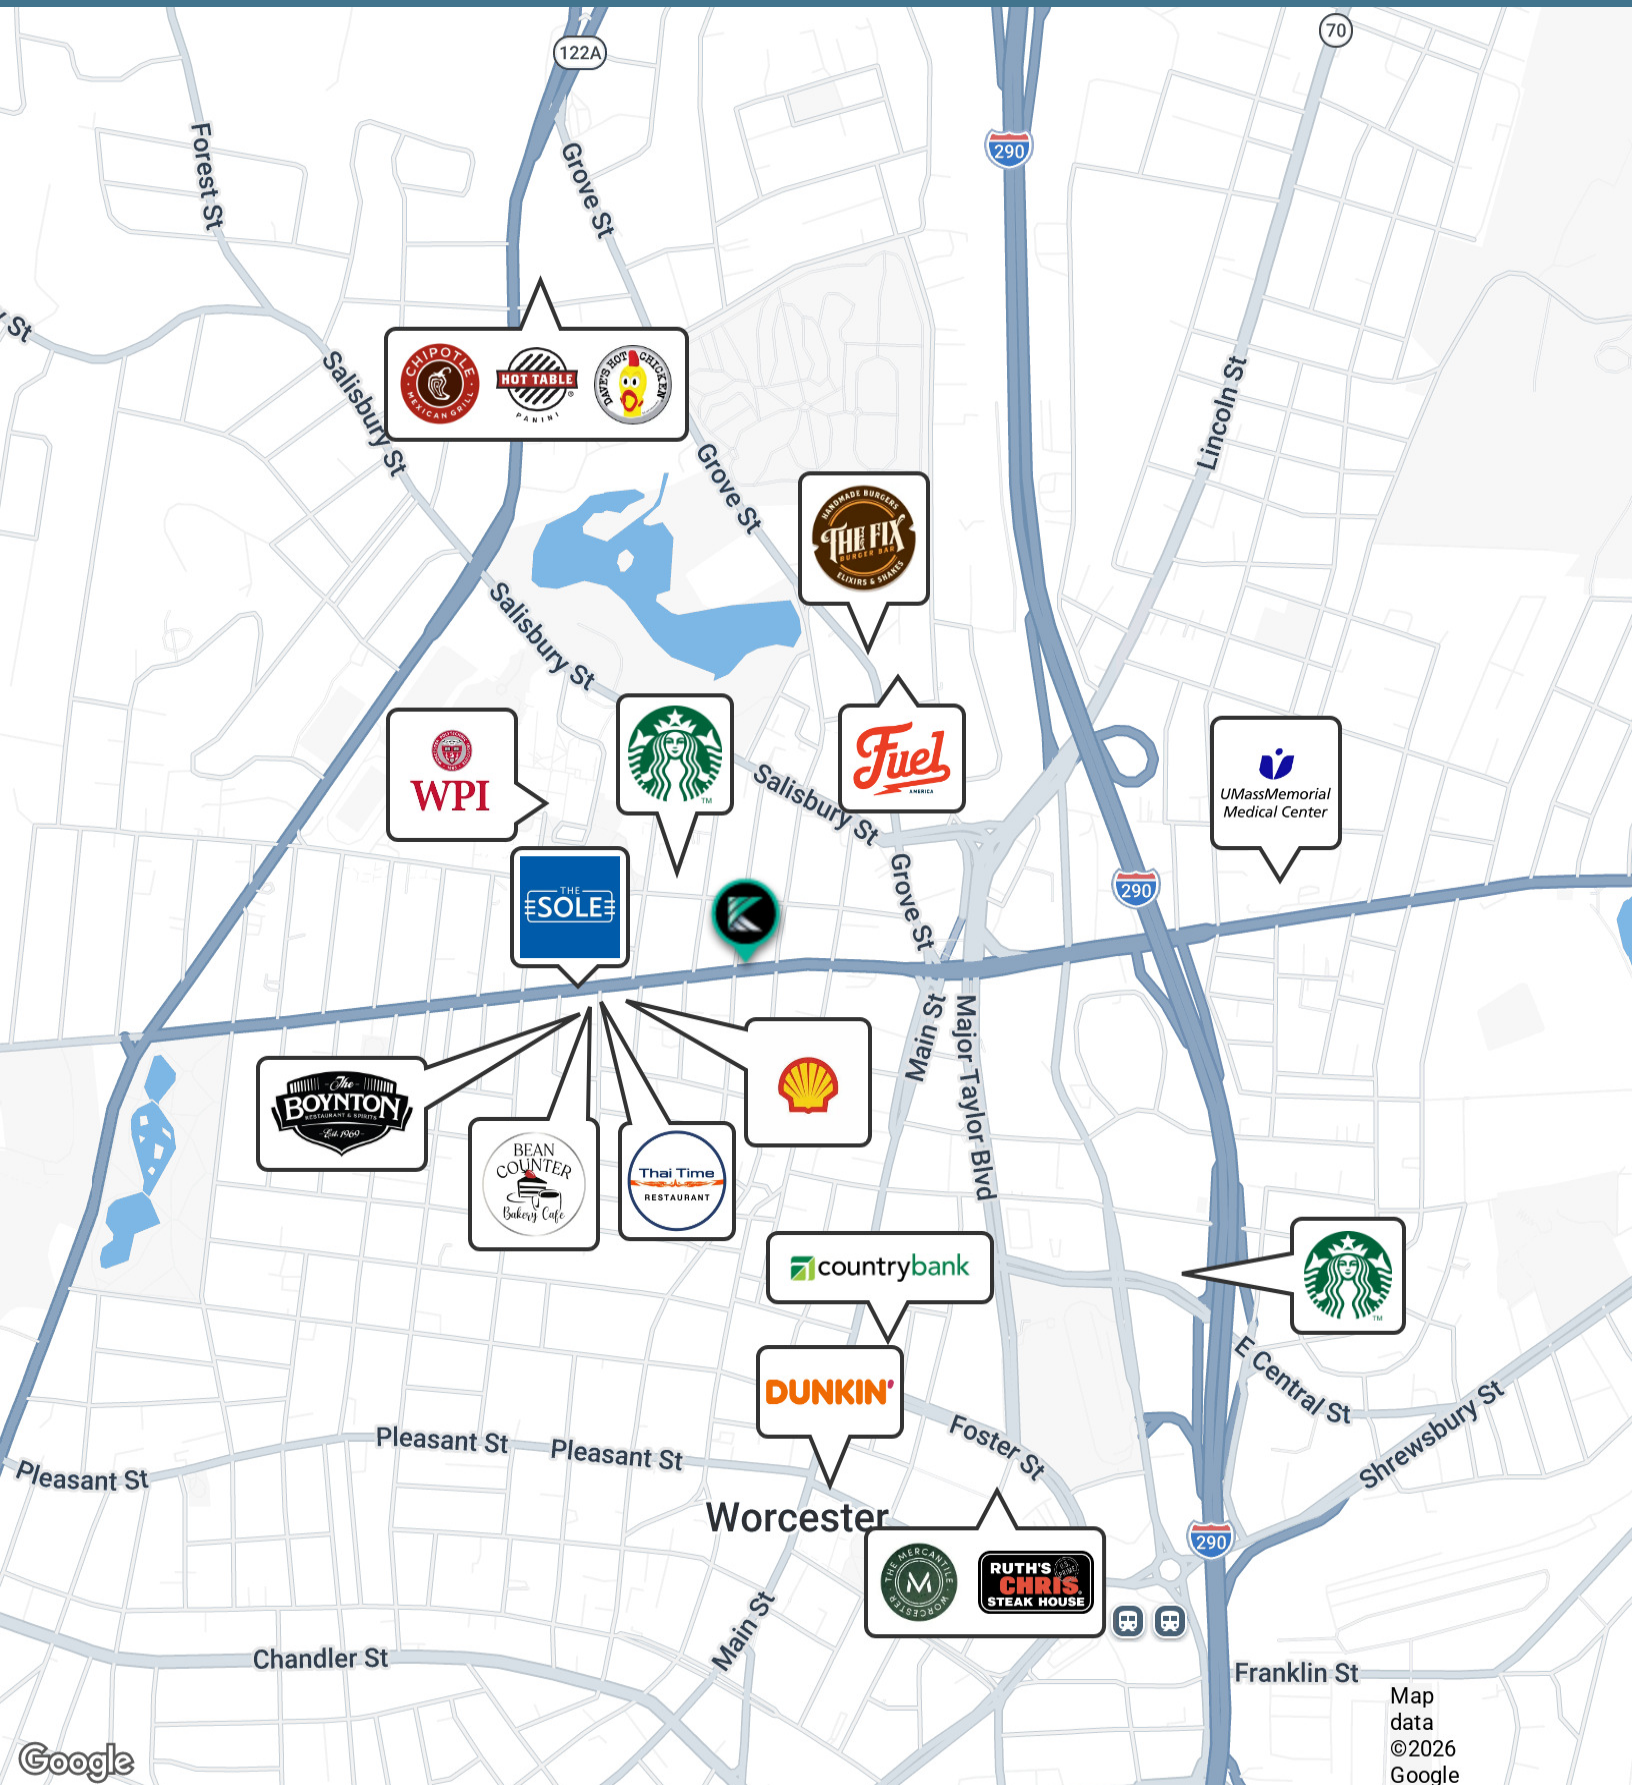 122A
70
290
Forest St
Grove St
y St
Salisbury St
CHIPOTLE
MEXICAN GRILL
HOT TABLE
PANINI
DAVE'S HOT CHICKEN
Lincoln St
Grove St
HANDMADE BURGERS
THE FIX
BURGER BAR
ELIXIRS & SHAKES
Salisbury St
WPI
TM
Salisbury St
Fuel
AMERICA
UMassMemorial
Medical Center
THE
SOLE
Grove St
290
Main St
Major Taylor Blvd
The
BOYNTON
RESTAURANT & SPIRITS
Est. 1969
BEAN
COUNTER
Bakery Cafe
Thai Time
RESTAURANT
countrybank
TM
DUNKIN'
E Central St
Shrewsbury St
Foster St
Pleasant St
Pleasant St
Pleasant St
Worcester
290
THE MERCANTILE
M
WORCESTER
RUTH'S
CHRIS
STEAK HOUSE
U.S. PRIME
Main St
Chandler St
Franklin St
Map
data
©2026
Google
Google